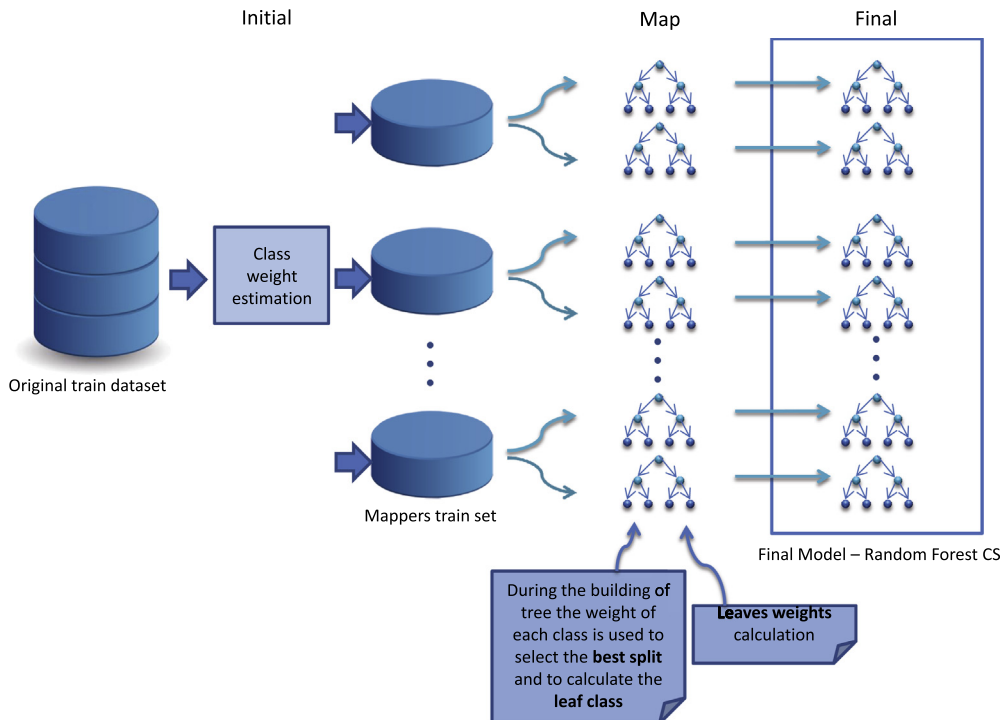 Initial
Map
Final
Class
weight
estimation
Original train dataset
Mappers train set
Final Model – Random Forest CS
During the building of
tree the weight of
each class is used to
select the best split
and to calculate the
leaf class
Leaves weights
calculation